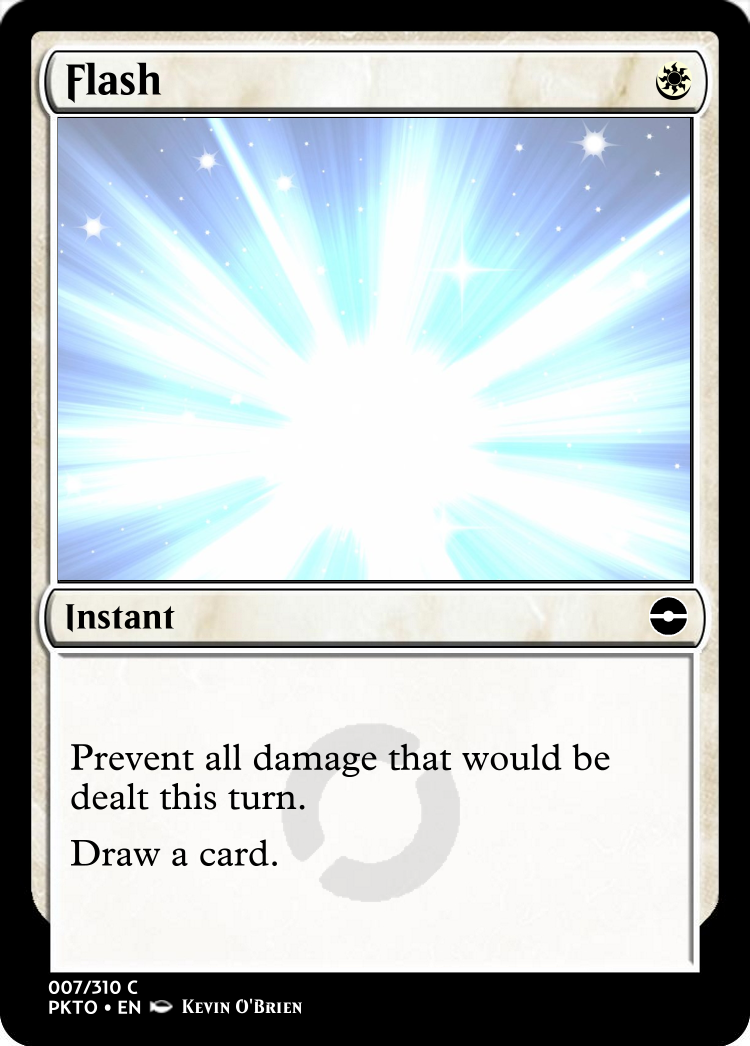 Flash
Instant
Prevent all damage that would be
dealt this turn.
Draw a card.
007/310 C
PKTO • EN KEVIN O'BRIEN